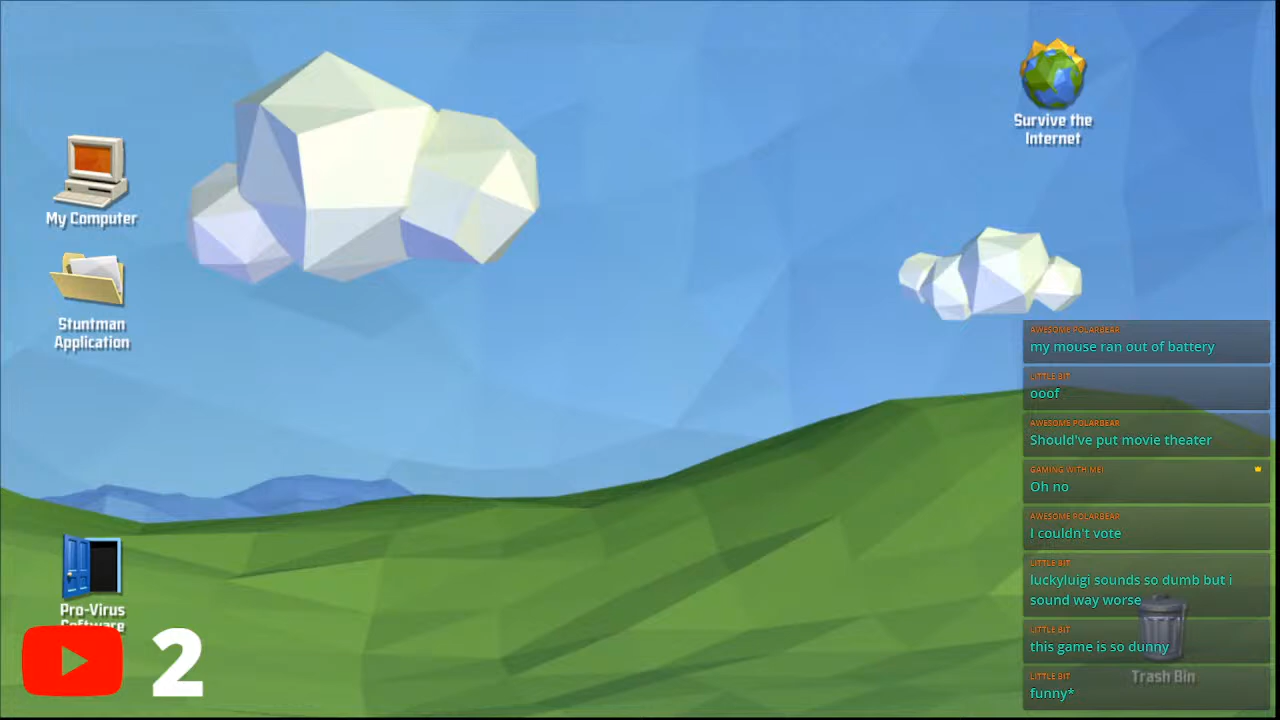 Survive the
Internet
My Computer
Stuntman
Application
Pro-Virus
Software
2
AWESOME POLARBEAR
my mouse ran out of battery
LITTLE BIT
ooof
AWESOME POLARBEAR
Should've put movie theater
GAMING WITH MEI
Oh no
AWESOME POLARBEAR
I couldn't vote
LITTLE BIT
luckyluigi sounds so dumb but i
sound way worse
LITTLE BIT
this game is so dunny
LITTLE BIT
funny*
Trash Bin